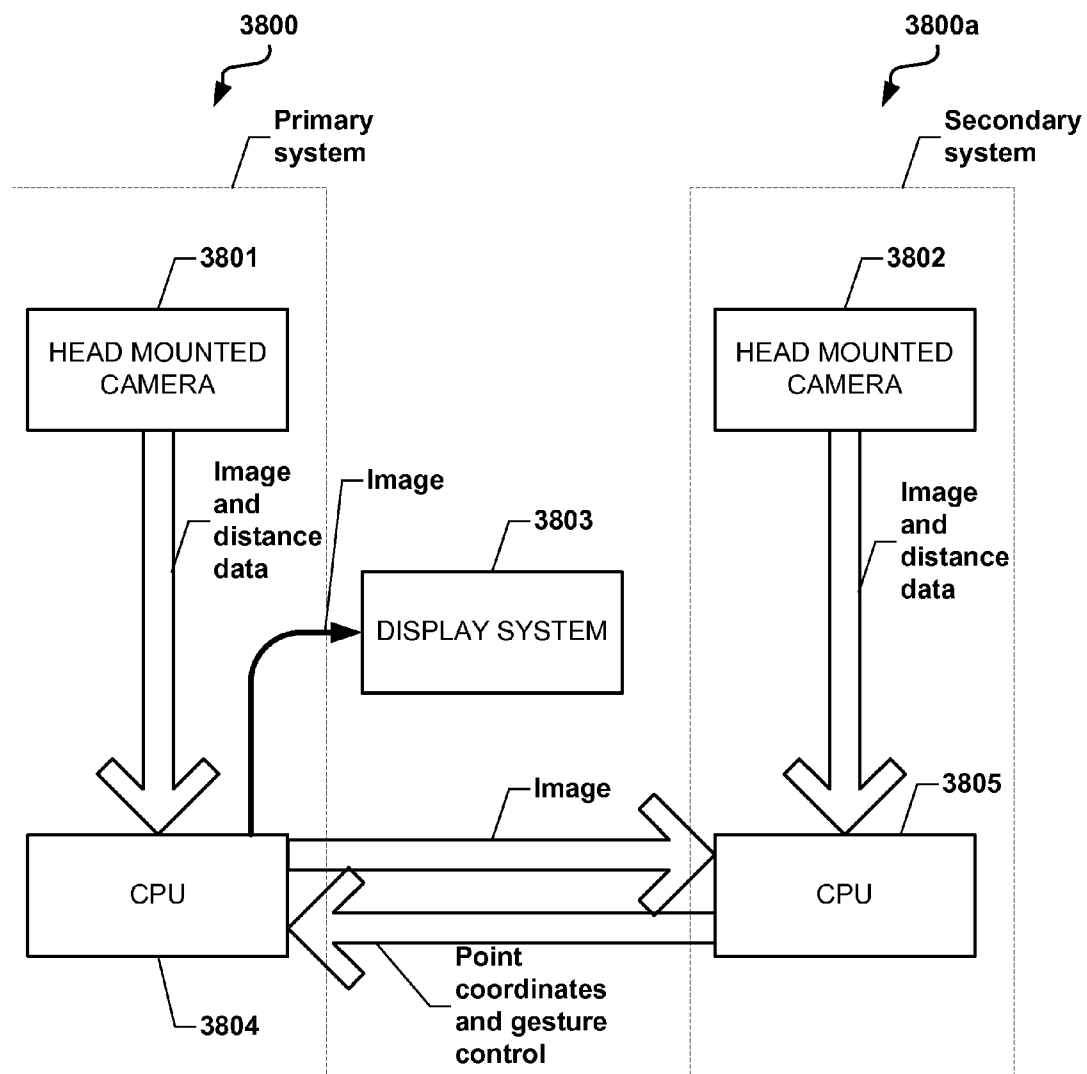 3800
3800a
Primary
system
Secondary
system
3801
3802
HEAD MOUNTED
CAMERA
HEAD MOUNTED
CAMERA
Image
and
distance
data
Image
3803
Image
and
distance
data
DISPLAY SYSTEM
Image
3805
CPU
CPU
Point
coordinates
and gesture
control
3804